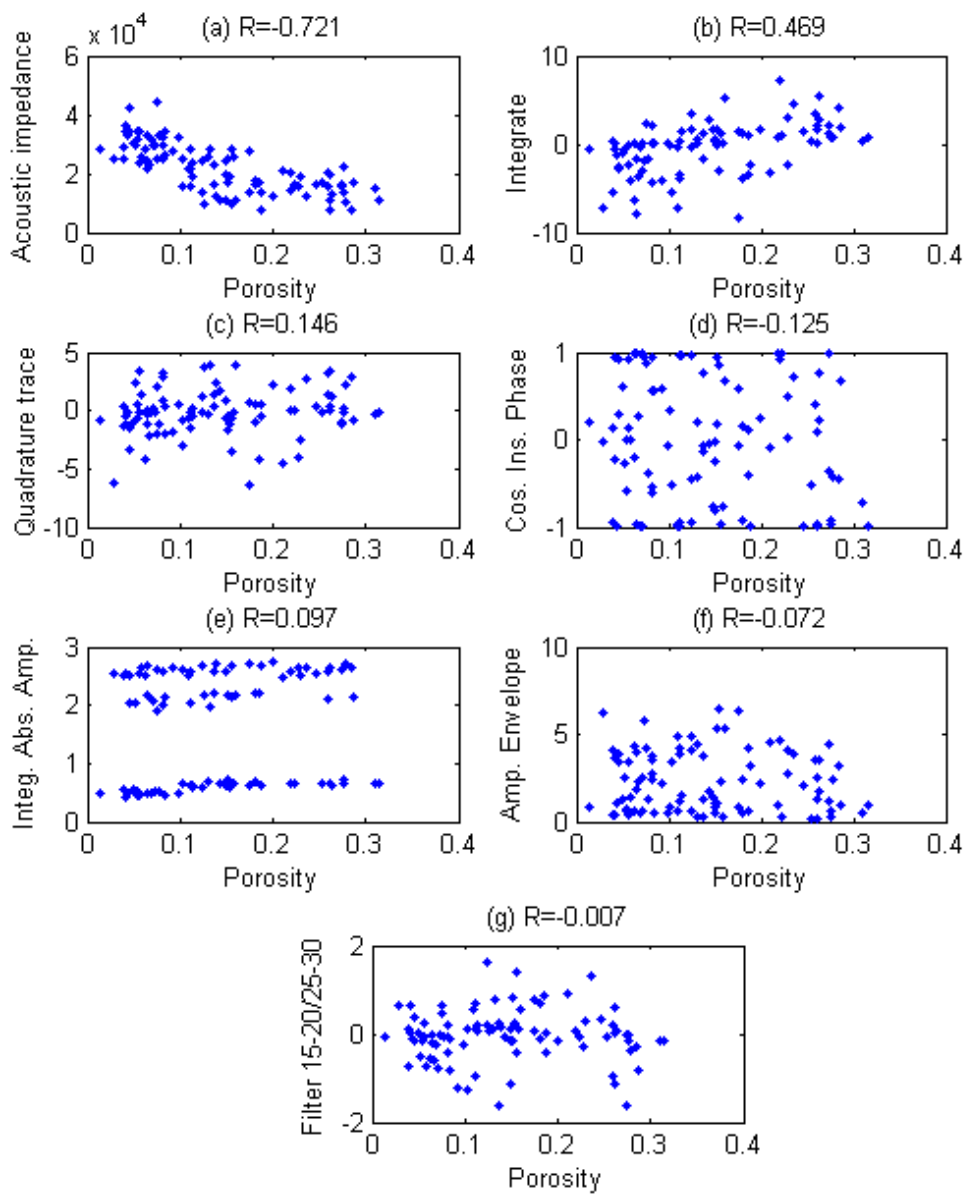 x 10^4
(a) R=-0.721
6
4
2
0
Acoustic impedance
0 0.1 0.2 0.3 0.4
Porosity
(b) R=0.469
10
0
-10
Integrate
0 0.1 0.2 0.3 0.4
Porosity
(c) R=0.146
5
0
-5
-10
Quadrature trace
0 0.1 0.2 0.3 0.4
Porosity
(d) R=-0.125
1
0
-1
Cos. Ins. Phase
0 0.1 0.2 0.3 0.4
Porosity
(e) R=0.097
3
2
1
0
Integ. Abs. Amp.
0 0.1 0.2 0.3 0.4
Porosity
(f) R=-0.072
10
5
0
Amp. Envelope
0 0.1 0.2 0.3 0.4
Porosity
(g) R=-0.007
2
0
-2
Filter 15-20/25-30
0 0.1 0.2 0.3 0.4
Porosity